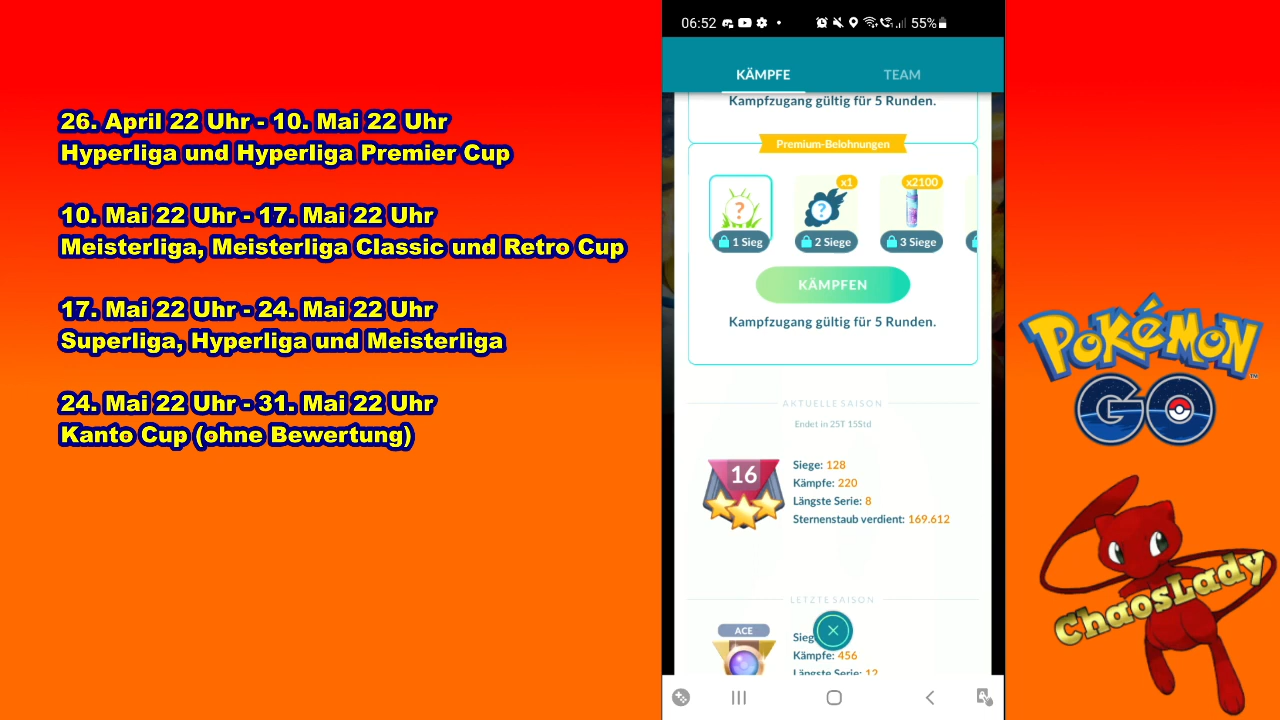 26. April 22 Uhr - 10. Mai 22 Uhr
Hyperliga und Hyperliga Premier Cup
10. Mai 22 Uhr - 17. Mai 22 Uhr
Meisterliga, Meisterliga Classic und Retro Cup
17. Mai 22 Uhr - 24. Mai 22 Uhr
Superliga, Hyperliga und Meisterliga
24. Mai 22 Uhr - 31. Mai 22 Uhr
Kanto Cup (ohne Bewertung)
06:52
55%
KÄMPFE TEAM
Kampfzugang gültig für 5 Runden.
Premium-Belohnungen
x1 x2100
? ?
1 Sieg 2 Siege 3 Siege
KÄMPFEN
Kampfzugang gültig für 5 Runden.
AKTUELLE SAISON
Endet in 25T 15Std
16
Siege: 128
Kämpfe: 220
Längste Serie: 8
Sternenstaub verdient: 169.612
LETZTE SAISON
ACE
Sieg
Kämpfe: 456
Längste Serie: 12
POKÉMON
TM
GO
ChaosLady